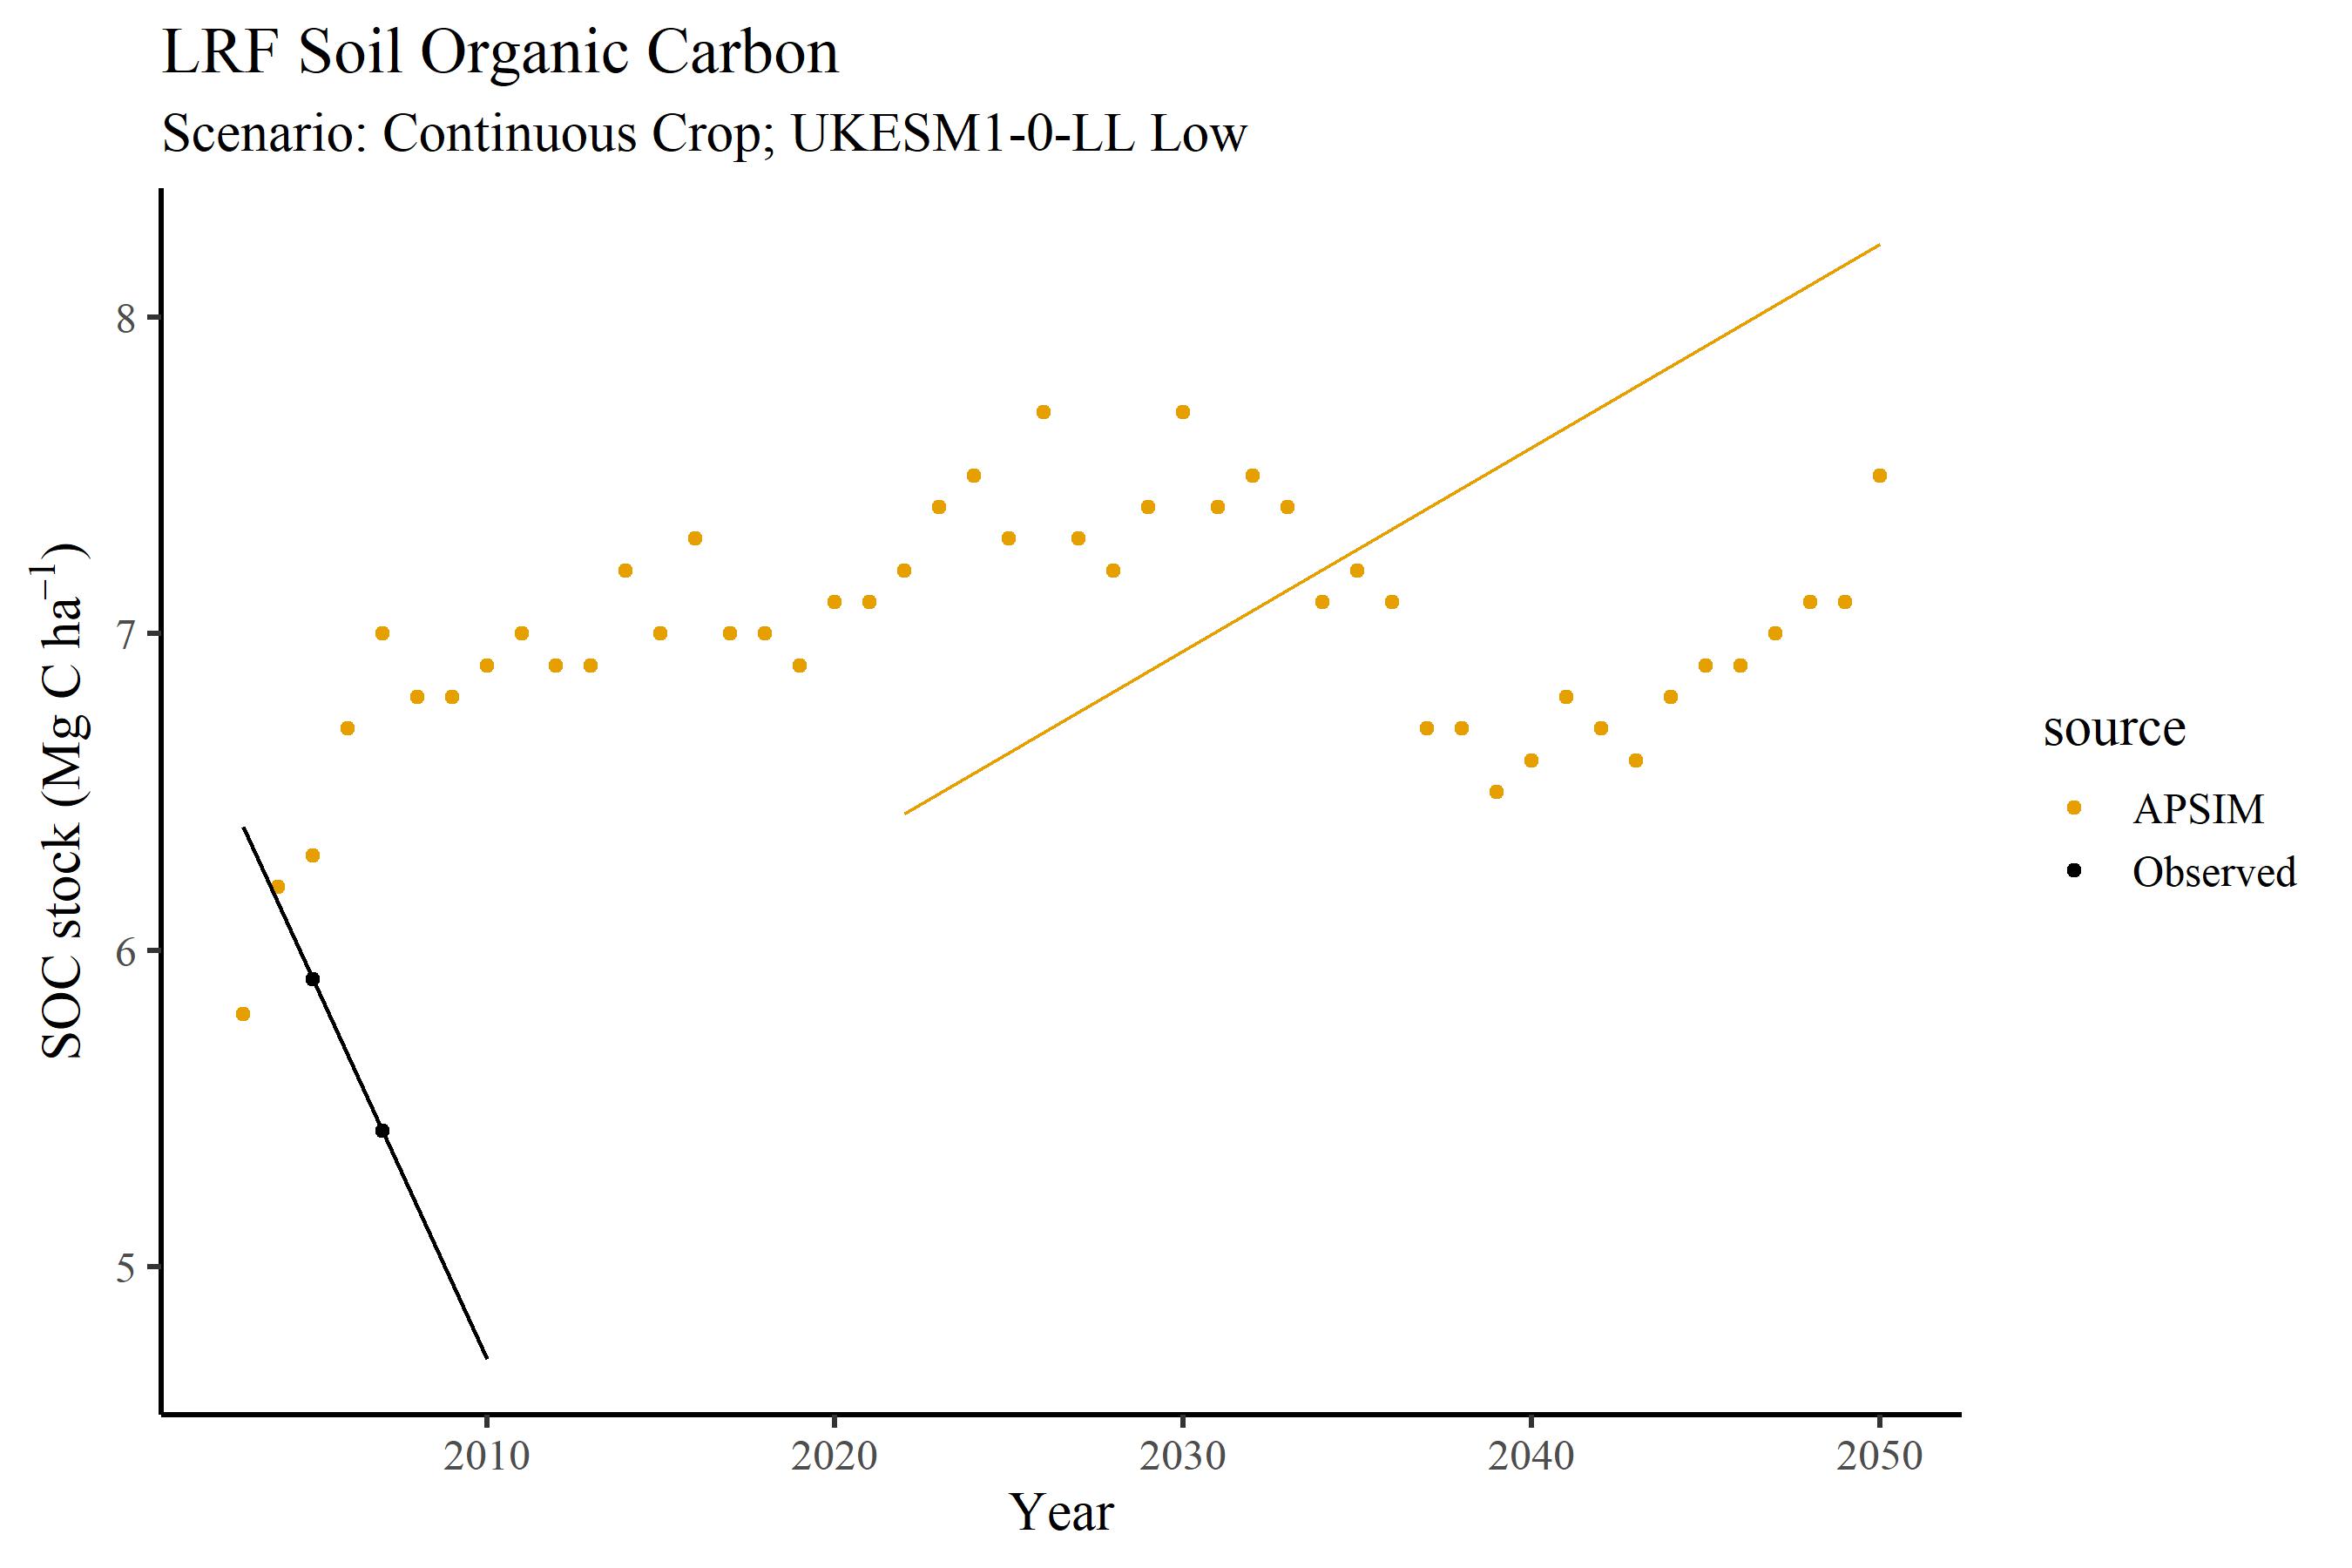 LRF Soil Organic Carbon
Scenario: Continuous Crop; UKESM1-0-LL Low
SOC stock (Mg C ha⁻¹)
8
7
6
5
2010 2020 2030 2040 2050
Year
source
APSIM
Observed